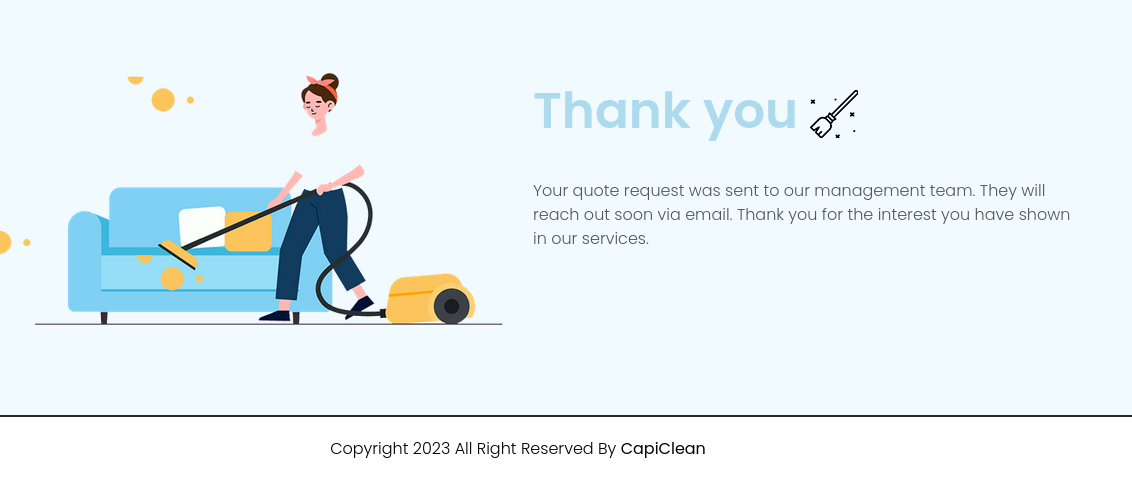 Thank you
Your quote request was sent to our management team. They will
reach out soon via email. Thank you for the interest you have shown
in our services.
Copyright 2023 All Right Reserved By CapiClean